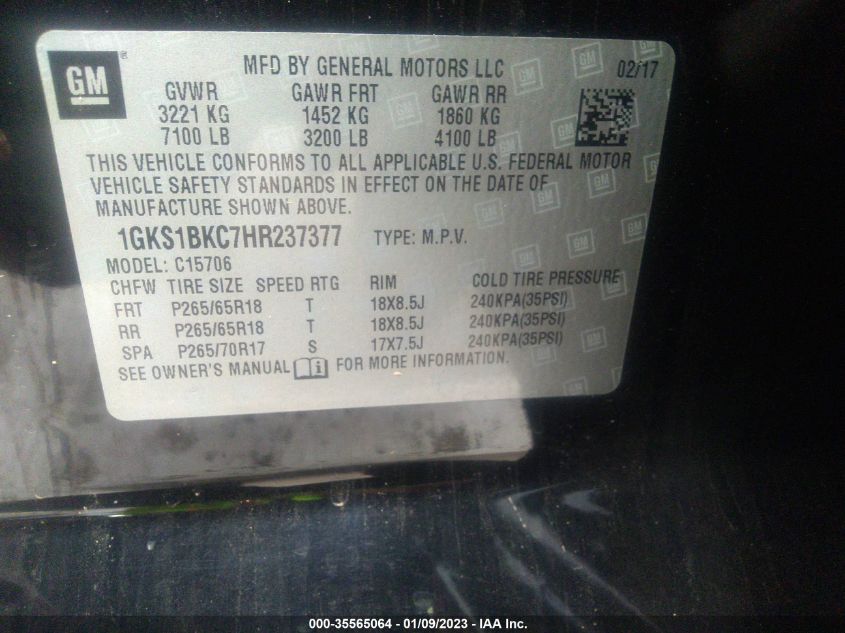 GM
MFD BY GENERAL MOTORS LLC 02/17
GVWR GAWR FRT GAWR RR
3221 KG 1452 KG 1860 KG
7100 LB 3200 LB 4100 LB
THIS VEHICLE CONFORMS TO ALL APPLICABLE U.S. FEDERAL MOTOR
VEHICLE SAFETY STANDARDS IN EFFECT ON THE DATE OF
MANUFACTURE SHOWN ABOVE.
1GKS1BKC7HR237377 TYPE: M.P.V.
MODEL: C15706
CHFW TIRE SIZE SPEED RTG RIM COLD TIRE PRESSURE
FRT P265/65R18 T 18X8.5J 240KPA(35PSI)
RR P265/65R18 T 18X8.5J 240KPA(35PSI)
SPA P265/70R17 S 17X7.5J 240KPA(35PSI)
SEE OWNER'S MANUAL FOR MORE INFORMATION.
000-35565064 - 01/09/2023 - IAA Inc.